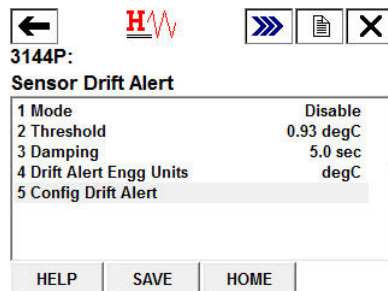 H
3144P:
Sensor Drift Alert
1 Mode Disable
2 Threshold 0.93 degC
3 Damping 5.0 sec
4 Drift Alert Engg Units degC
5 Config Drift Alert
HELP SAVE HOME